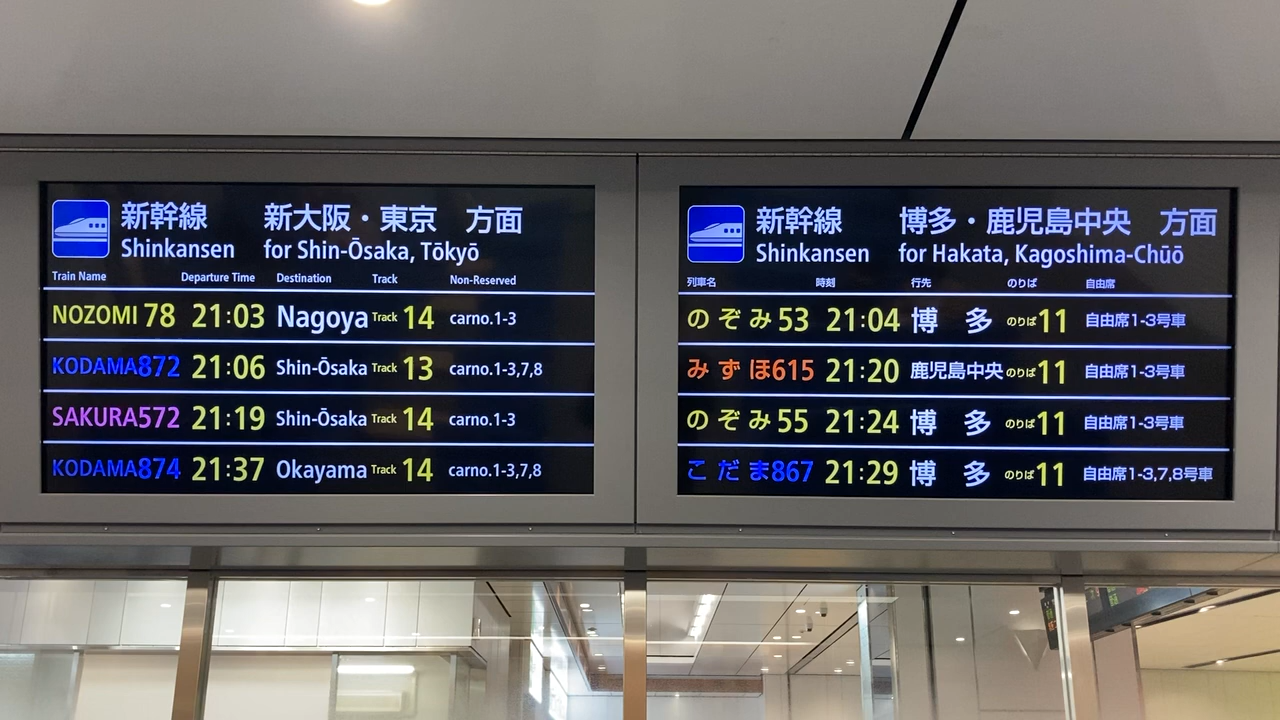 新幹線 新大阪・東京 方面
Shinkansen for Shin-Ōsaka, Tōkyō
Train Name Departure Time Destination Track Non-Reserved
NOZOMI 78 21:03 Nagoya Track 14 carno.1-3
KODAMA872 21:06 Shin-Ōsaka Track 13 carno.1-3,7,8
SAKURA572 21:19 Shin-Ōsaka Track 14 carno.1-3
KODAMA874 21:37 Okayama Track 14 carno.1-3,7,8
新幹線 博多・鹿児島中央 方面
Shinkansen for Hakata, Kagoshima-Chūō
列車名 時刻 行先 のりば 自由席
のぞみ53 21:04 博多 のりば11 自由席1-3号車
みずほ615 21:20 鹿児島中央 のりば11 自由席1-3号車
のぞみ55 21:24 博多 のりば11 自由席1-3号車
こだま867 21:29 博多 のりば11 自由席1-3,7,8号車